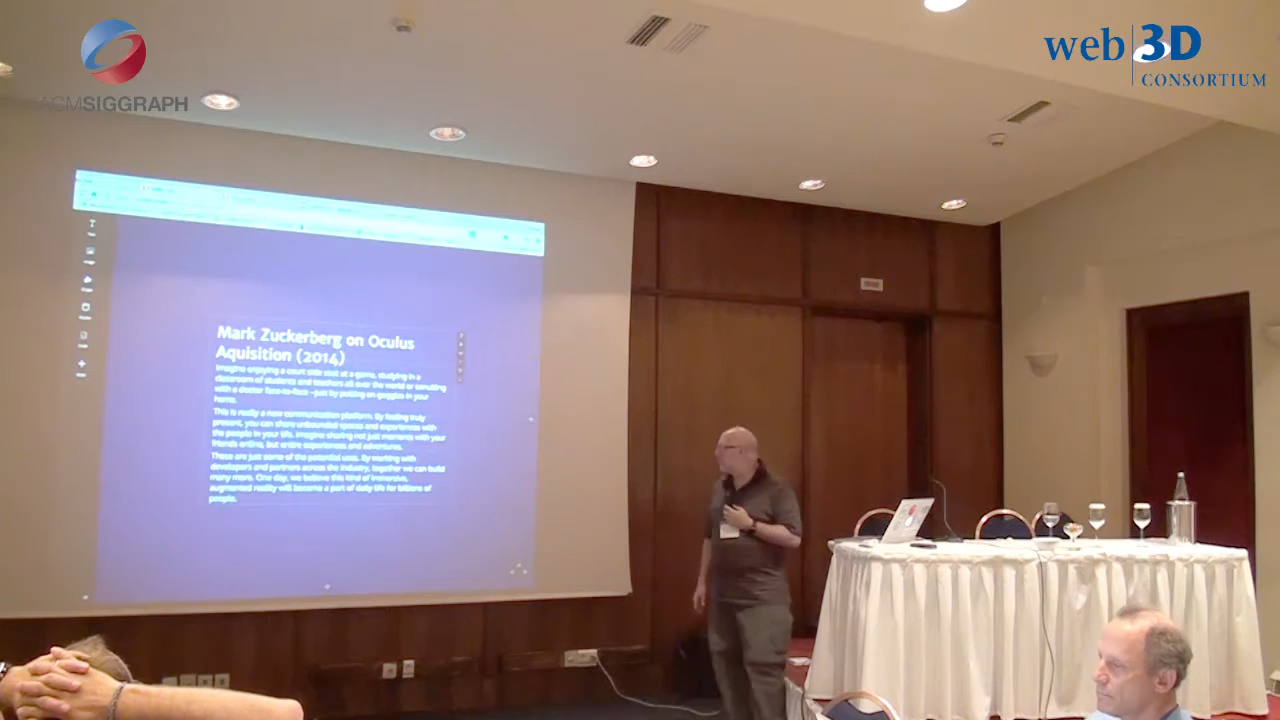 ACMSIGGRAPH
web 3D
CONSORTIUM
Mark Zuckerberg on Oculus
Aquisition (2014)
Imagine enjoying a court side seat at a game, studying in a
classroom of students and teachers all over the world or consulting
with a doctor face-to-face -just by putting on goggles in your
home.
This is really a new communication platform. By feeling truly
present, you can share unbounded spaces and experiences with
the people in your life. Imagine sharing not just moments with your
friends online, but entire experiences and adventures.
These are just some of the potential uses. By working with
developers and partners across the industry, together we can build
many more. One day, we believe this kind of immersive,
augmented reality will become a part of daily life for billions of
people.